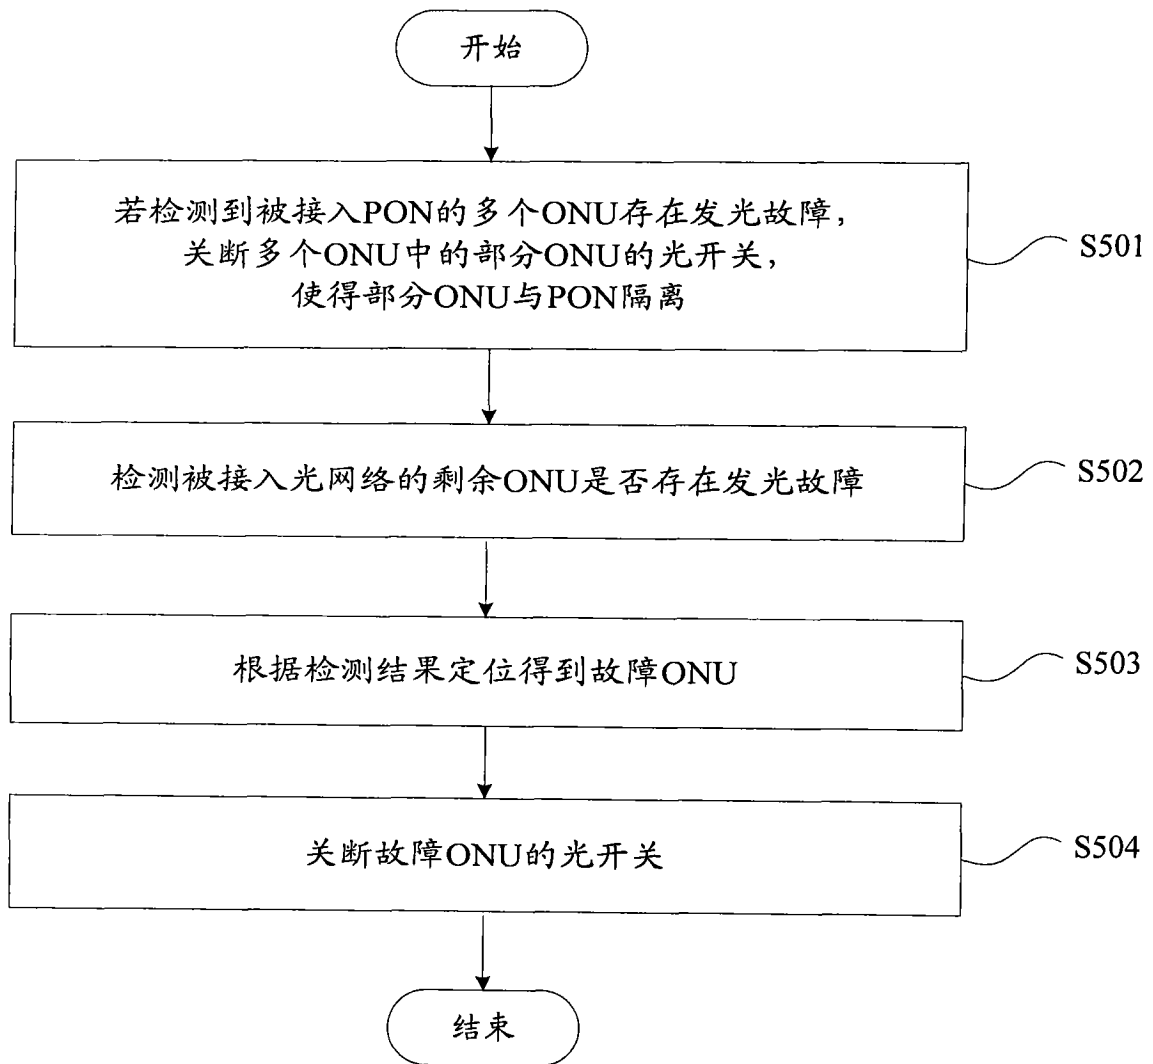 开始
若检测到被接入PON的多个ONU存在发光故障，
关断多个ONU中的部分ONU的光开关，
使得部分ONU与PON隔离
S501
检测被接入光网络的剩余ONU是否存在发光故障
S502
根据检测结果定位得到故障ONU
S503
关断故障ONU的光开关
S504
结束